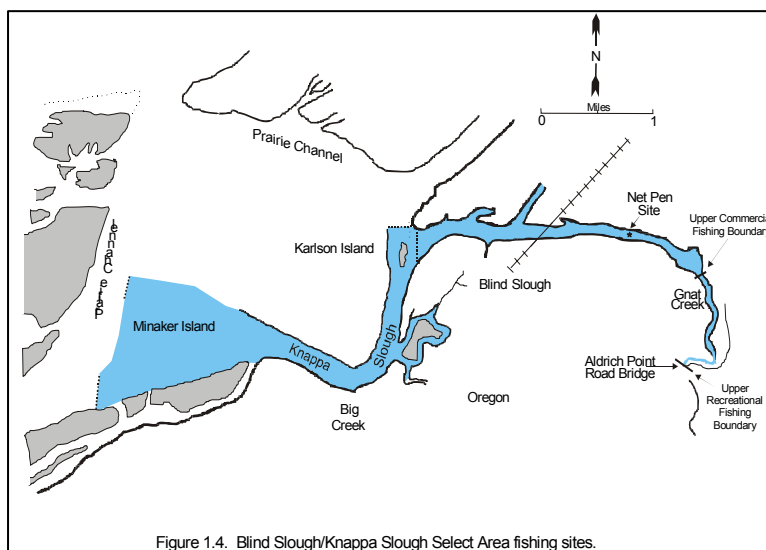 N
Miles
0 1
Prairie Channel
Net Pen
Site
Upper Commercia
Fishing Boundary
Karlson Island
Blind Slough
Gnat
Creek
Minaker Island
Knappa
Slough
Aldrich Point
Road Bridge
Upper
Recreational
Fishing
Boundary
Big
Creek
Oregon
Figure 1.4. Blind Slough/Knappa Slough Select Area fishing sites.